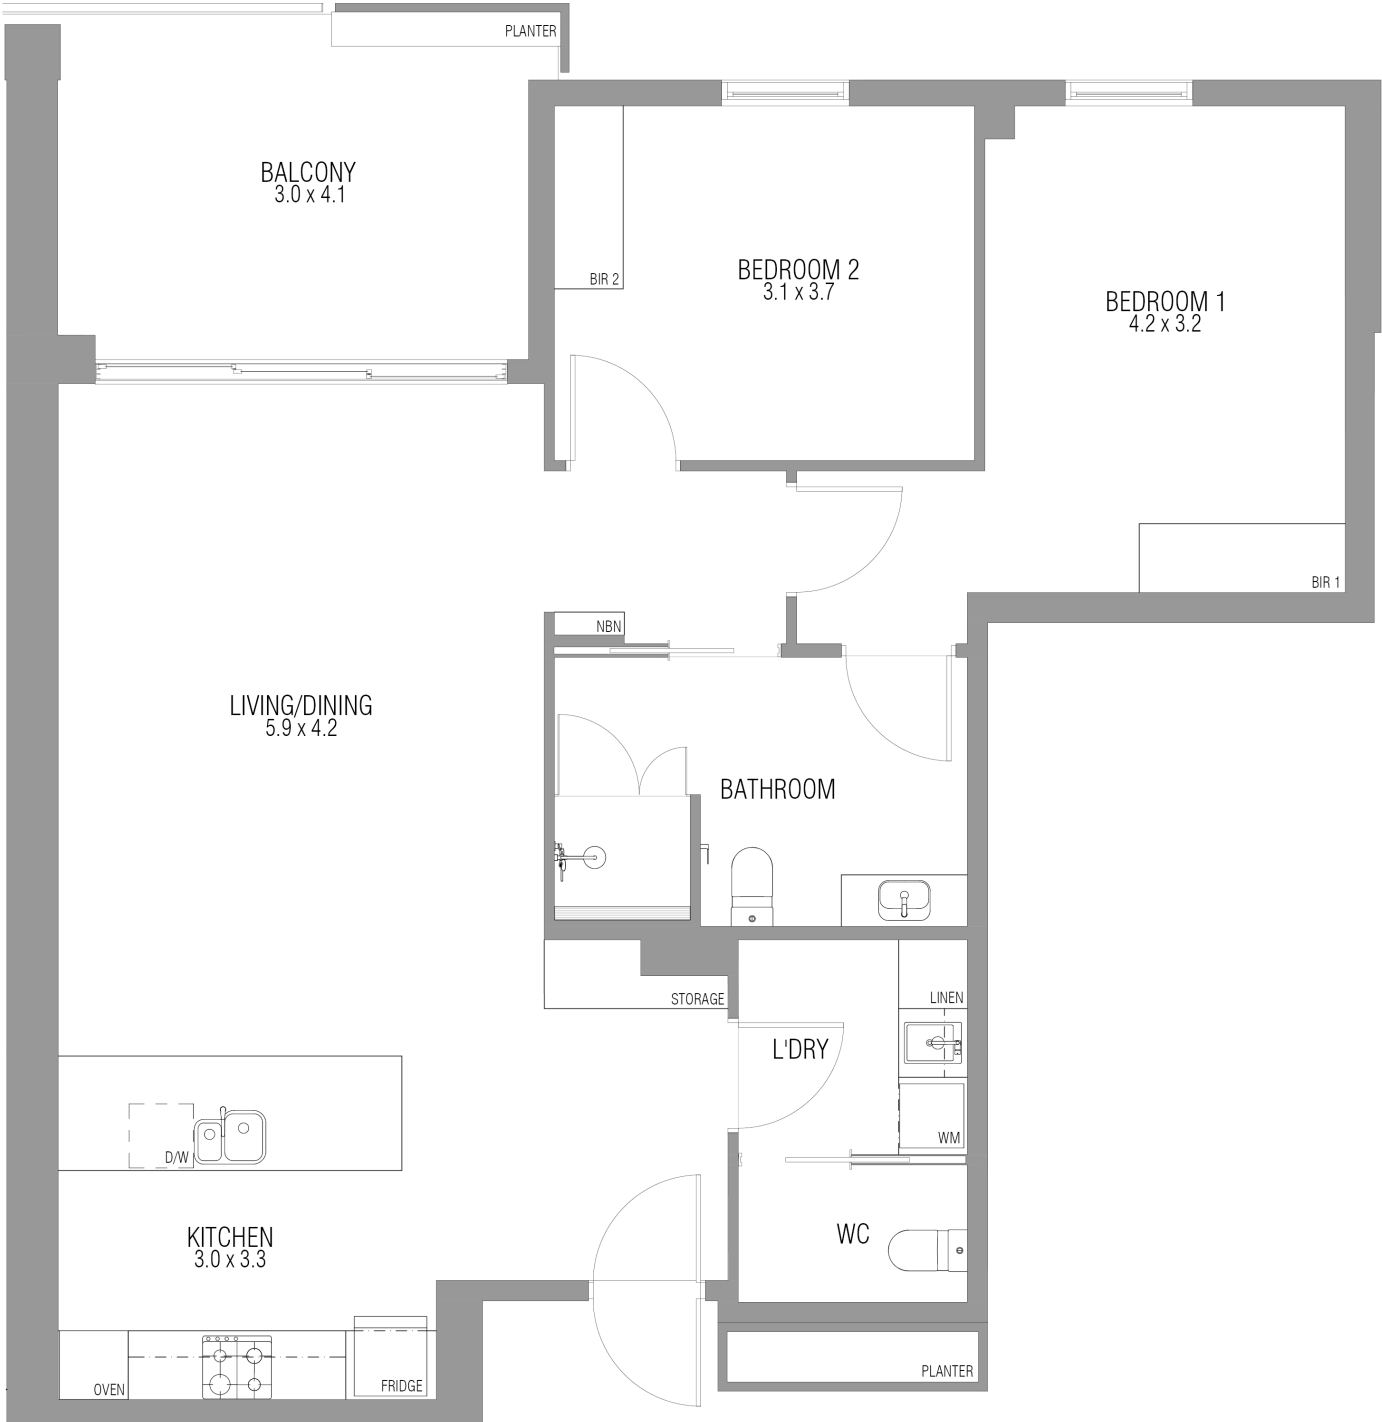 PLANTER
BALCONY
3.0 x 4.1
BIR 2
BEDROOM 2
3.1 x 3.7
BEDROOM 1
4.2 x 3.2
BIR 1
NBN
LIVING/DINING
5.9 x 4.2
BATHROOM
STORAGE
LINEN
L'DRY
WM
D/W
KITCHEN
3.0 x 3.3
WC
OVEN
FRIDGE
PLANTER